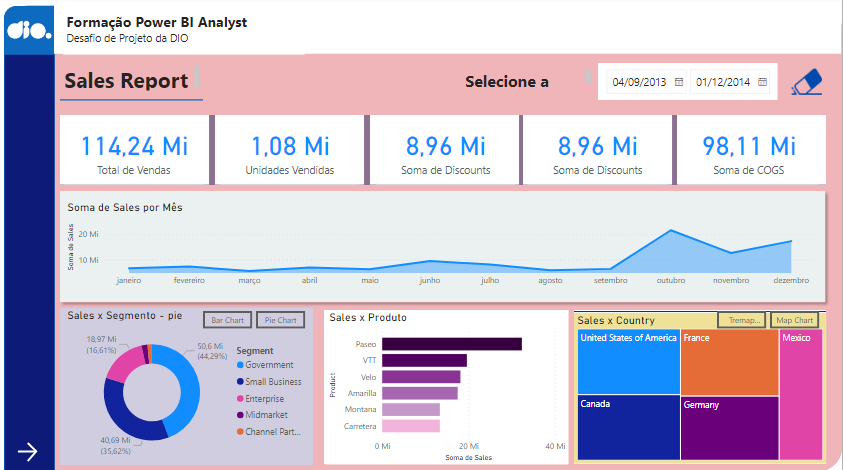 dio.
Formação Power BI Analyst
Desafio de Projeto da DIO
Sales Report
Selecione a
04/09/2013
01/12/2014
114,24 Mi
Total de Vendas
1,08 Mi
Unidades Vendidas
8,96 Mi
Soma de Discounts
8,96 Mi
Soma de Discounts
98,11 Mi
Soma de COGS
Soma de Sales por Mês
Soma de Sales
20 Mi
10 Mi
janeiro fevereiro março abril maio junho julho agosto setembro outubro novembro dezembro
Sales x Segmento - pie
Bar Chart
Pie Chart
18,97 Mi
(16,61%)
50,6 Mi
(44,29%)
40,69 Mi
(35,62%)
Segment
Government
Small Business
Enterprise
Midmarket
Channel Part...
Sales x Produto
Product
Paseo
VTT
Velo
Amarilla
Montana
Carretera
0 Mi 20 Mi 40 Mi
Soma de Sales
Sales x Country
Tremap...
Map Chart
United States of America
France
Mexico
Canada
Germany